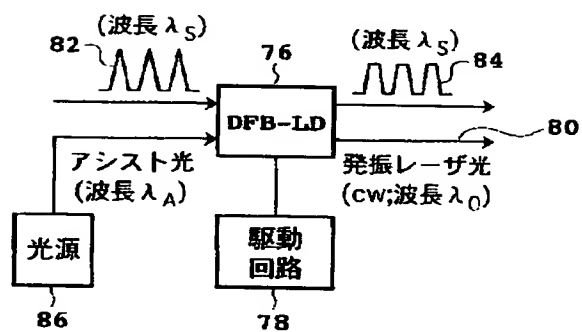 (波長λS)
82
76
(波長λS)
84
DFB-LD
80
アシスト光
(波長λA)
発振レーザ光
(CW;波長λO)
光源
駆動
回路
86
78